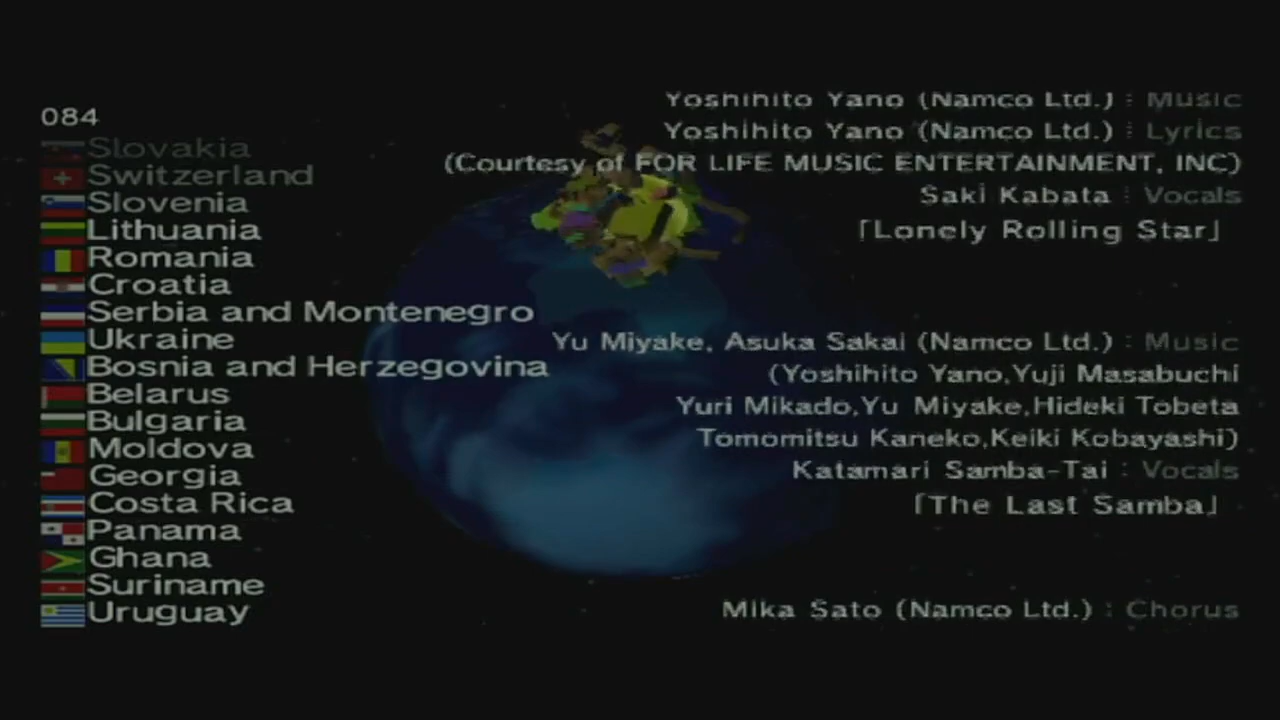 084
Slovakia
Switzerland
Slovenia
Lithuania
Romania
Croatia
Serbia and Montenegro
Ukraine
Bosnia and Herzegovina
Belarus
Bulgaria
Moldova
Georgia
Costa Rica
Panama
Ghana
Suriname
Uruguay
Yoshihito Yano (Namco Ltd.) : Music
Yoshihito Yano (Namco Ltd.) : Lyrics
(Courtesy of FOR LIFE MUSIC ENTERTAINMENT, INC)
Saki Kabata : Vocals
「Lonely Rolling Star」
Yu Miyake, Asuka Sakai (Namco Ltd.) : Music
(Yoshihito Yano,Yuji Masabuchi
Yuri Mikado,Yu Miyake,Hideki Tobeta
Tomomitsu Kaneko,Keiki Kobayashi)
Katamari Samba-Tai : Vocals
「The Last Samba」
Mika Sato (Namco Ltd.) : Chorus